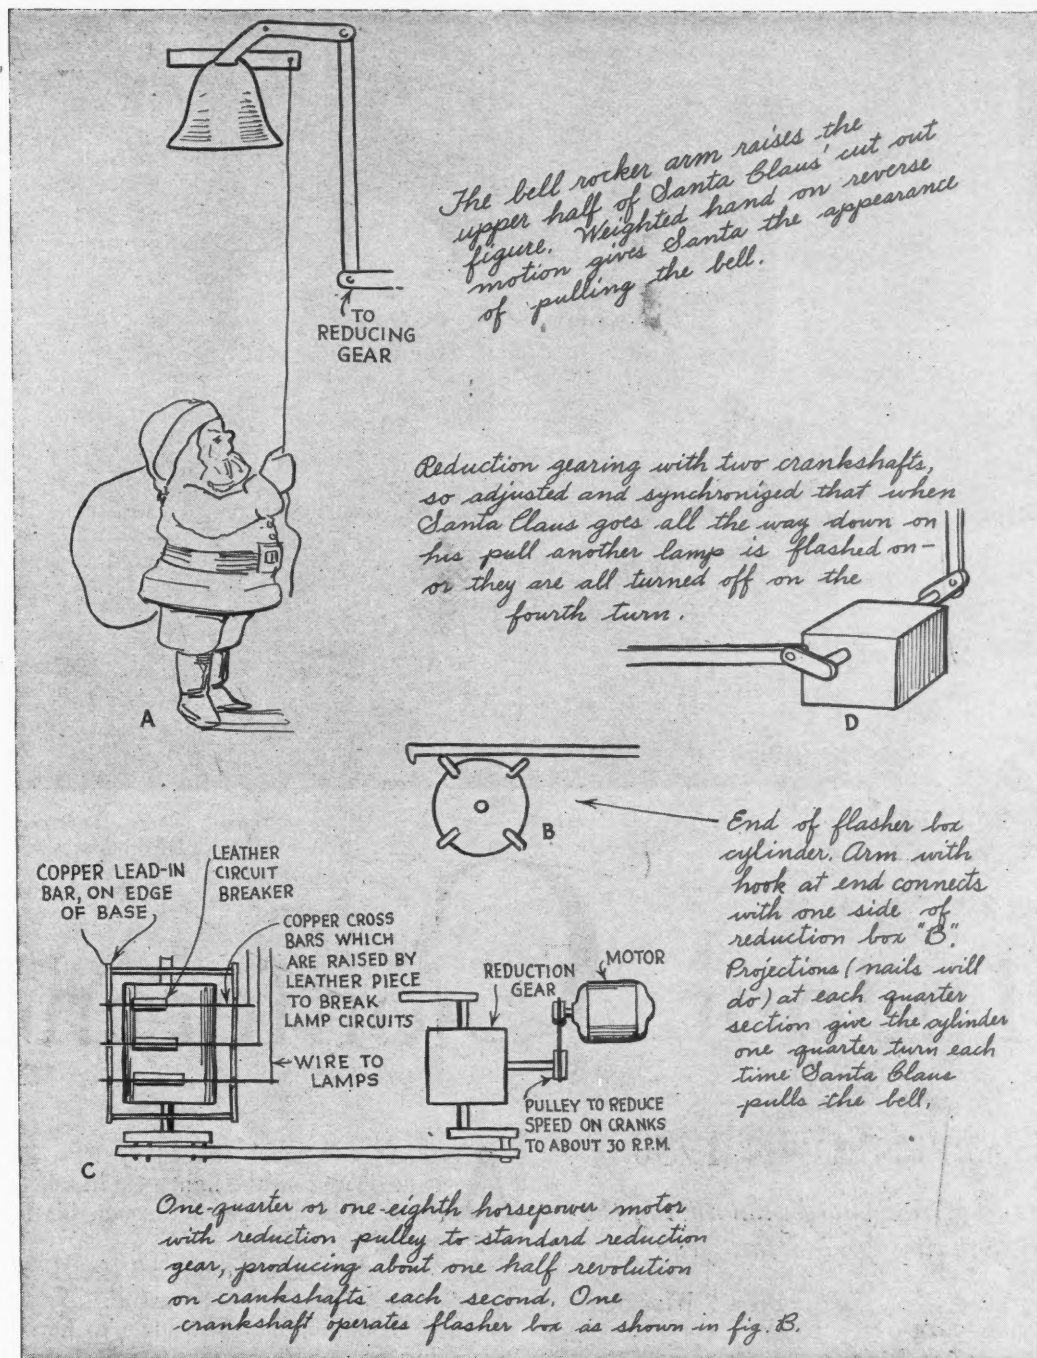 The bell rocker arm raises the
upper half of Santa Claus' cut out
figure. Weighted hand on reverse
motion gives Santa the appearance
of pulling the bell.
TO
REDUCING
GEAR
Reduction gearing with two crankshafts,
so adjusted and synchronized that when
Santa Claus goes all the way down on
his pull another lamp is flashed on—
or they are all turned off on the
fourth turn.
A
D
B
End of flasher box
cylinder. Arm with
hook at end connects
with one side of
reduction box "B".
Projections (nails will
do) at each quarter
section give the cylinder
one quarter turn each
time Santa Claus
pulls the bell,
COPPER LEAD-IN
BAR, ON EDGE
OF BASE
LEATHER
CIRCUIT
BREAKER
COPPER CROSS
BARS WHICH
ARE RAISED BY
LEATHER PIECE
TO BREAK
LAMP CIRCUITS
WIRE TO
LAMPS
REDUCTION
GEAR
MOTOR
PULLEY TO REDUCE
SPEED ON CRANKS
TO ABOUT 30 R.P.M.
C
One-quarter or one-eighth horsepower motor
with reduction pulley to standard reduction
gear, producing about one half revolution
on crankshafts each second. One
crankshaft operates flasher box as shown in fig. B.